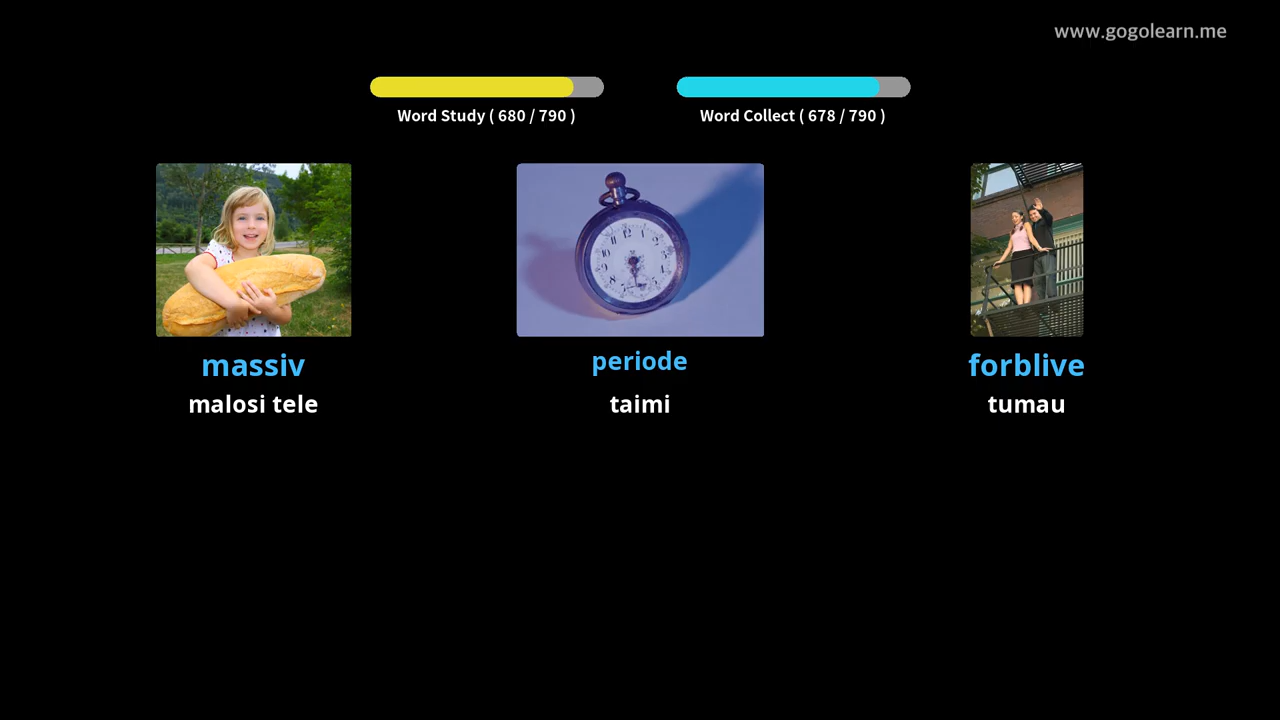 www.gogolearn.me
Word Study ( 680 / 790 )
Word Collect ( 678 / 790 )
massiv
periode
forblive
malosi tele
taimi
tumau